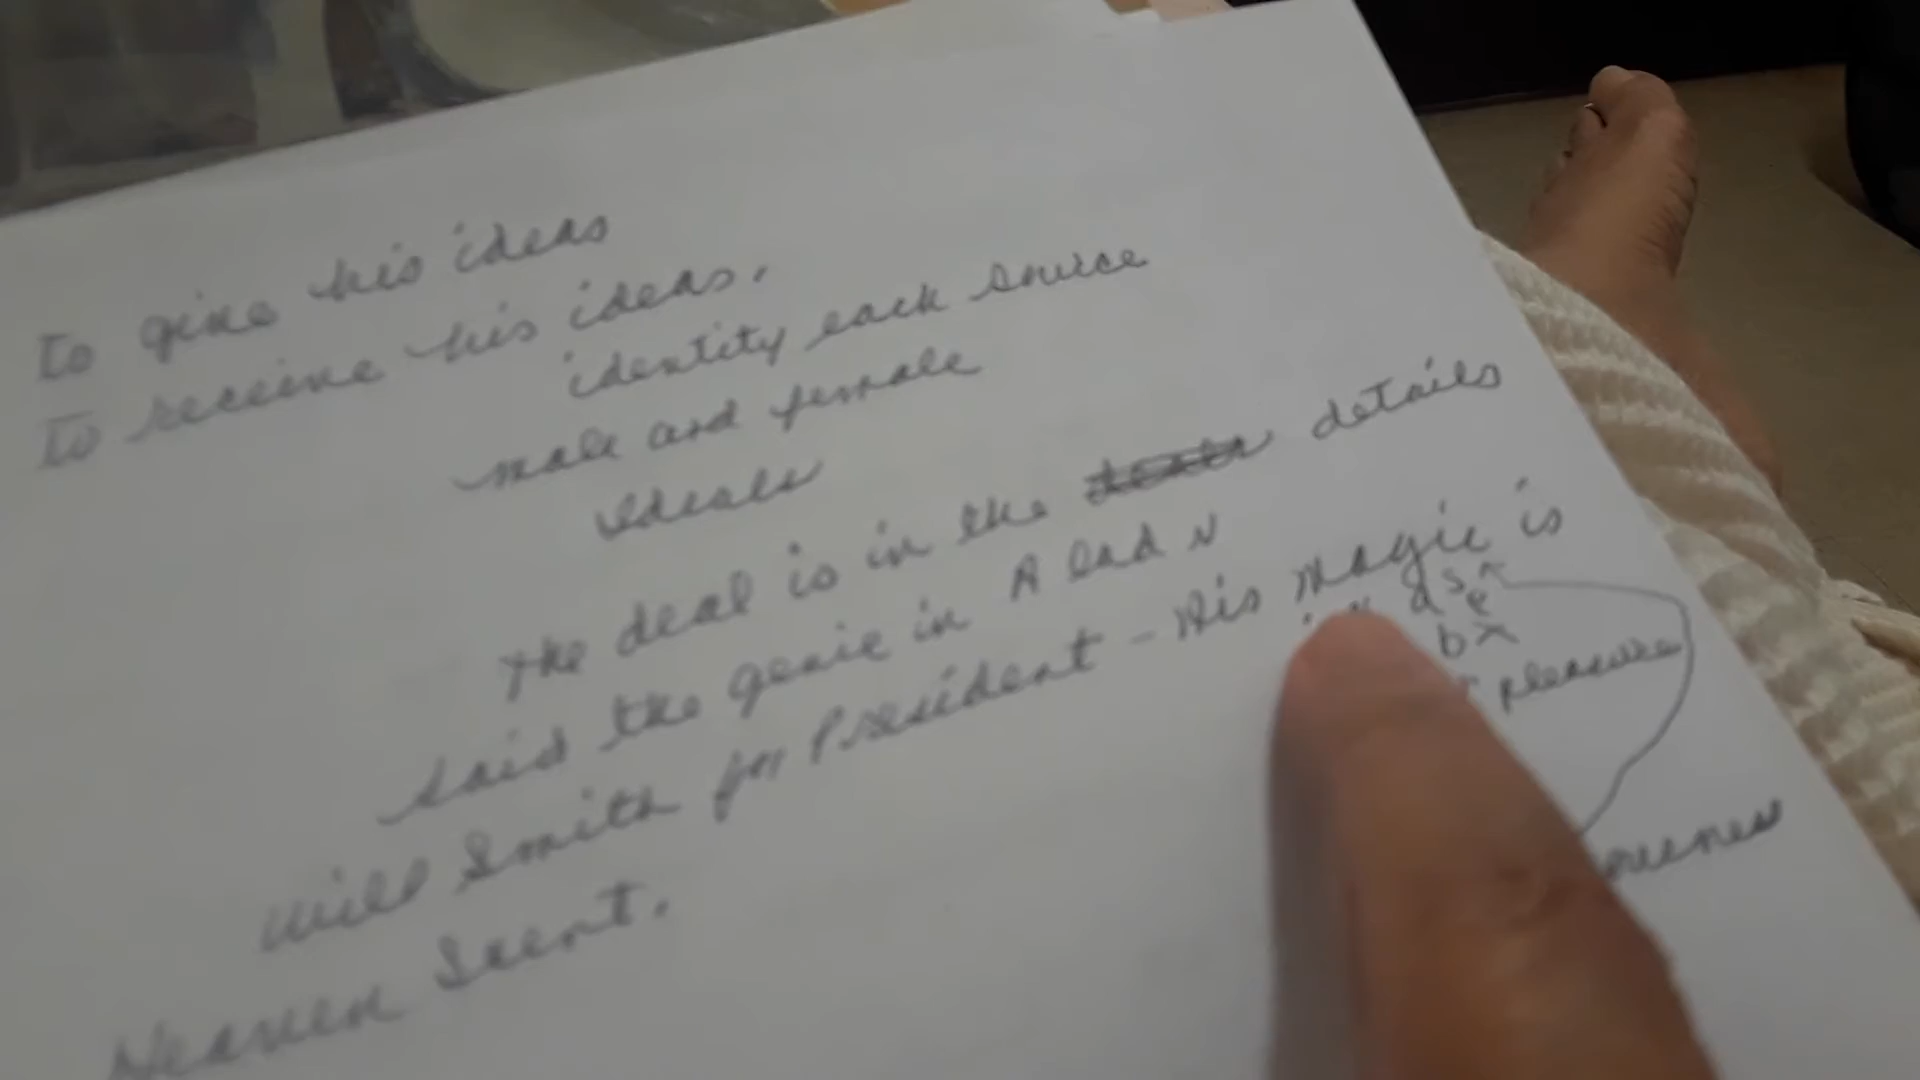 To give his ideas
To receive his ideas.
identity each source
male and female
Ideals
The deal is in the details
said the genie in A lad N
Will Smith for President - His magic is
a s e
b x
pleasure
Heaven Scent.